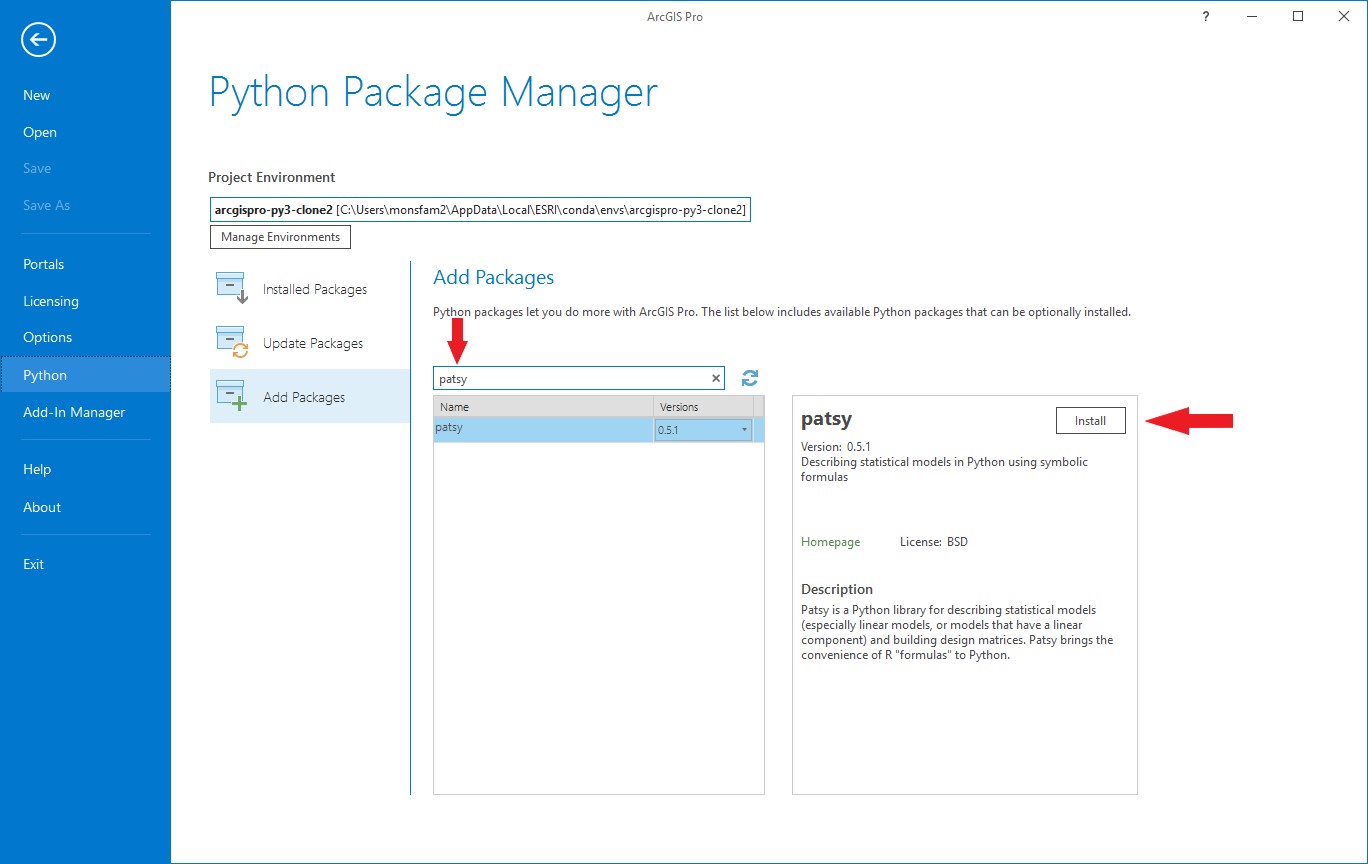 ArcGIS Pro
?
New
Open
Save
Save As
Portals
Licensing
Options
Python
Add-In Manager
Help
About
Exit
Python Package Manager
Project Environment
arcgispro-py3-clone2 [C:\Users\monsfam2\AppData\Local\ESRI\conda\envs\arcgispro-py3-clone2]
Manage Environments
Installed Packages
Update Packages
Add Packages
Add Packages
Python packages let you do more with ArcGIS Pro. The list below includes available Python packages that can be optionally installed.
patsy
Name Versions
patsy 0.5.1
patsy
Install
Version: 0.5.1
Describing statistical models in Python using symbolic
formulas
Homepage License: BSD
Description
Patsy is a Python library for describing statistical models
(especially linear models, or models that have a linear
component) and building design matrices. Patsy brings the
convenience of R "formulas" to Python.